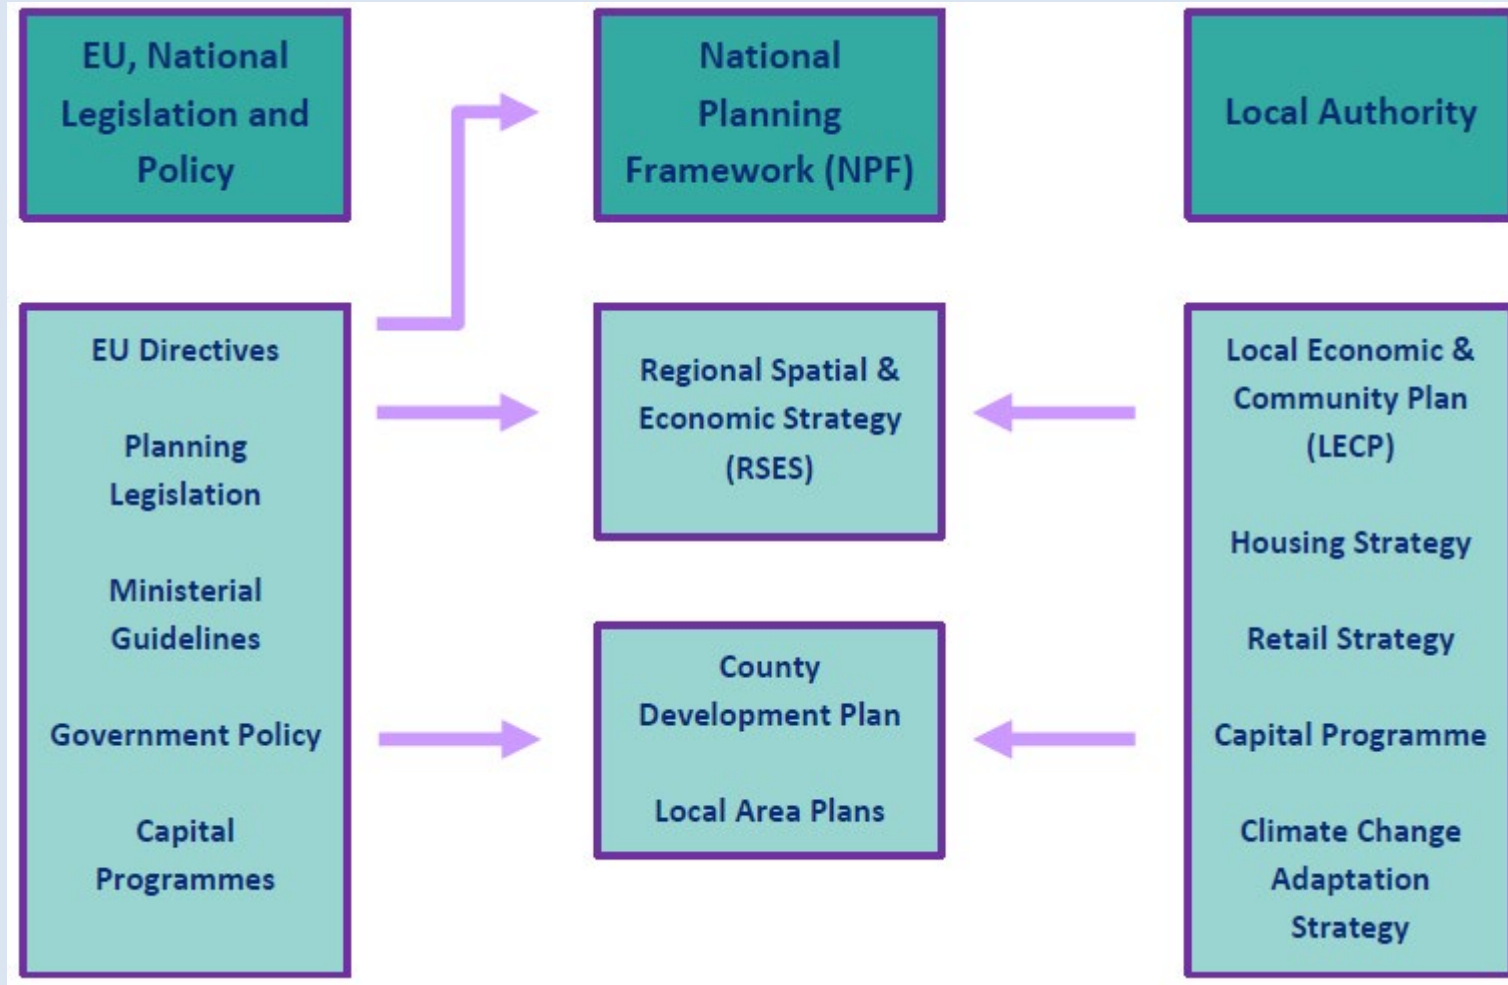 EU, National
Legislation and
Policy
National
Planning
Framework (NPF)
Local Authority
EU Directives
Planning
Legislation
Ministerial
Guidelines
Government Policy
Capital
Programmes
Regional Spatial &
Economic Strategy
(RSES)
County
Development Plan
Local Area Plans
Local Economic &
Community Plan
(LECP)
Housing Strategy
Retail Strategy
Capital Programme
Climate Change
Adaptation
Strategy